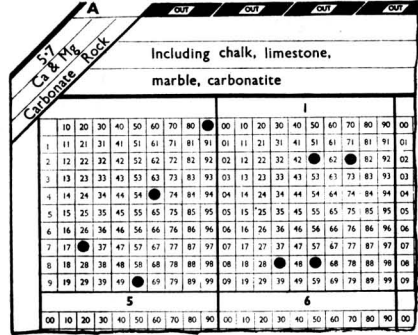 A OUT OUT OUT OUT
5·7
Ca & Mg
Carbonate Rock
Including chalk, limestone,
marble, carbonatite
1
10 20 30 40 50 60 70 80 00 10 20 30 40 50 60 70 80 90 00
1 11 21 31 41 51 61 71 81 91 01 11 21 31 41 51 61 71 81 91 01
2 12 22 32 42 52 62 72 82 92 02 12 22 32 42 62 82 92 02
3 13 23 33 43 53 63 73 83 93 03 13 23 33 43 53 63 73 83 93 03
4 14 24 34 44 54 74 84 94 04 14 24 34 44 54 64 74 84 94 04
5 15 25 35 45 55 65 75 85 95 05 15 25 35 45 55 65 75 85 95 05
6 16 26 36 46 56 66 76 86 96 06 16 26 36 46 56 66 76 86 96 06
7 17 37 47 57 67 77 87 97 07 17 27 37 47 57 67 77 87 97 07
8 18 28 38 48 58 68 78 88 98 08 18 28 48 68 78 88 98 08
9 19 29 39 49 69 79 89 99 09 19 29 39 49 59 69 79 89 99 09
5 6
00 10 20 30 40 50 60 70 80 90 00 10 20 30 40 50 60 70 80 90 00